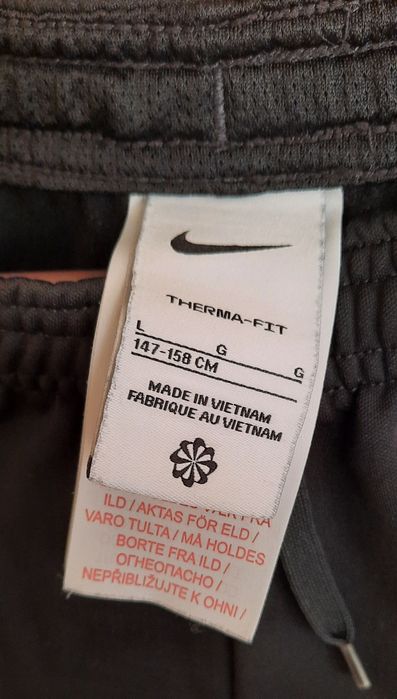 THERMA-FIT
L G G
147-158 CM
MADE IN VIETNAM
FABRIQUE AU VIETNAM
FRA
ILD / AKTAS FÖR ELD /
VARO TULTA / MÅ HOLDES
BORTE FRA ILD /
ОГНЕОПАСНО /
NEPŘIBLIŽUJTE K OHNI /